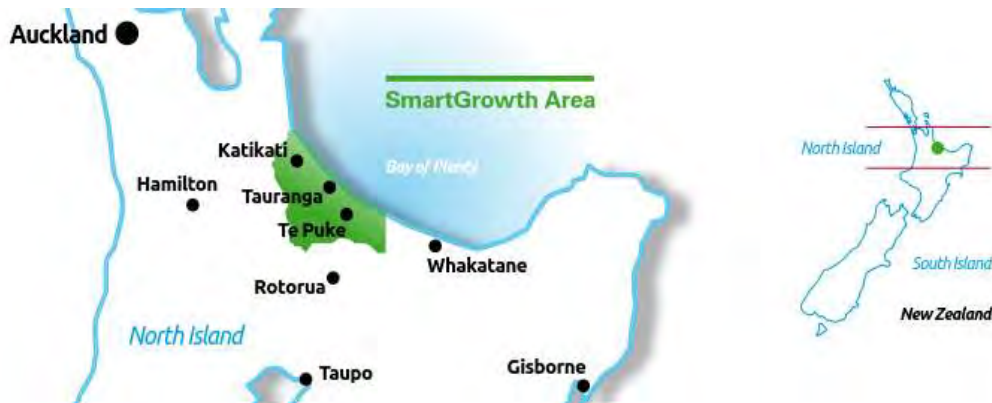 Auckland
SmartGrowth Area
Katikati
Bay of Plenty
North Island
Hamilton
Tauranga
Te Puke
Whakatane
Rotorua
South Island
New Zealand
North Island
Taupo
Gisborne